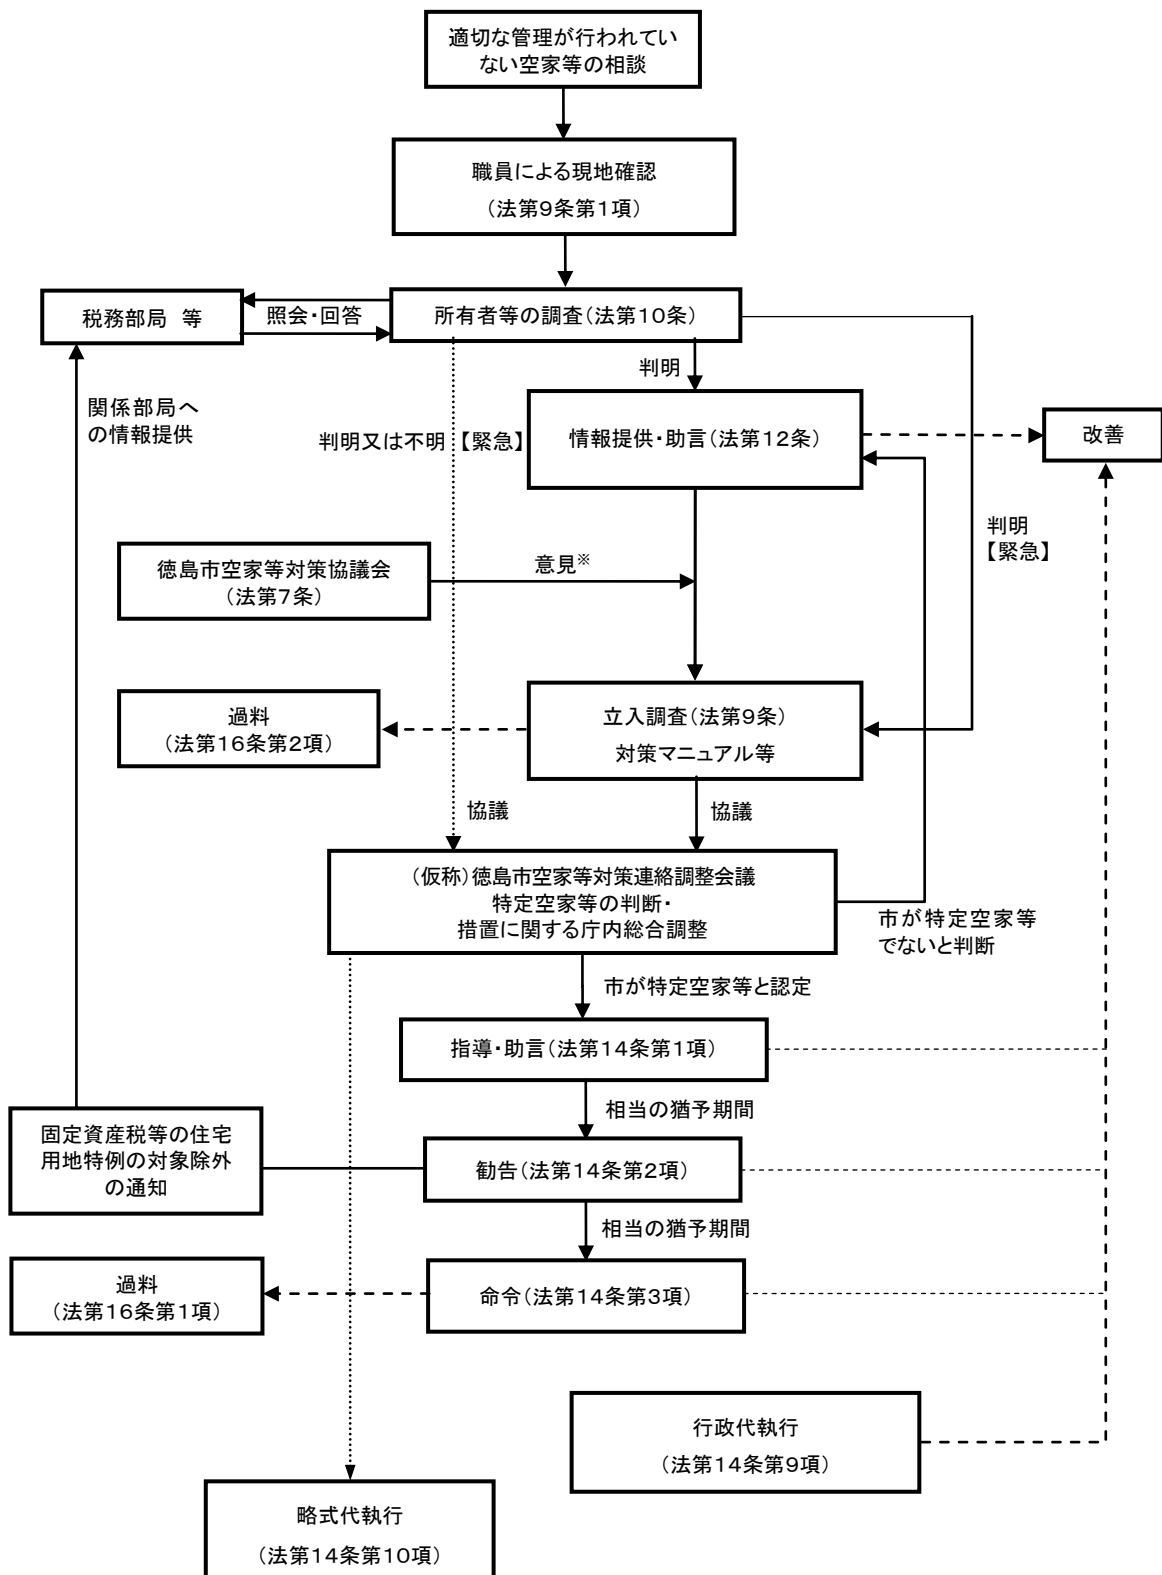 適切な管理が行われてい
ない空家等の相談
職員による現地確認
（法第９条第１項）
税務部局　等
照会・回答
所有者等の調査（法第１０条）
判明
関係部局へ
の情報提供
判明又は不明【緊急】
情報提供・助言（法第１２条）
改善
判明
【緊急】
徳島市空家等対策協議会
（法第７条）
意見※
過料
（法第１６条第２項）
立入調査（法第９条）
対策マニュアル等
協議
協議
（仮称）徳島市空家等対策連絡調整会議
特定空家等の判断・
措置に関する庁内総合調整
市が特定空家等
でないと判断
市が特定空家等と認定
指導・助言（法第１４条第１項）
相当の猶予期間
固定資産税等の住宅
用地特例の対象除外
の通知
勧告（法第１４条第２項）
相当の猶予期間
過料
（法第１６条第１項）
命令（法第１４条第３項）
行政代執行
（法第１４条第９項）
略式代執行
（法第１４条第１０項）